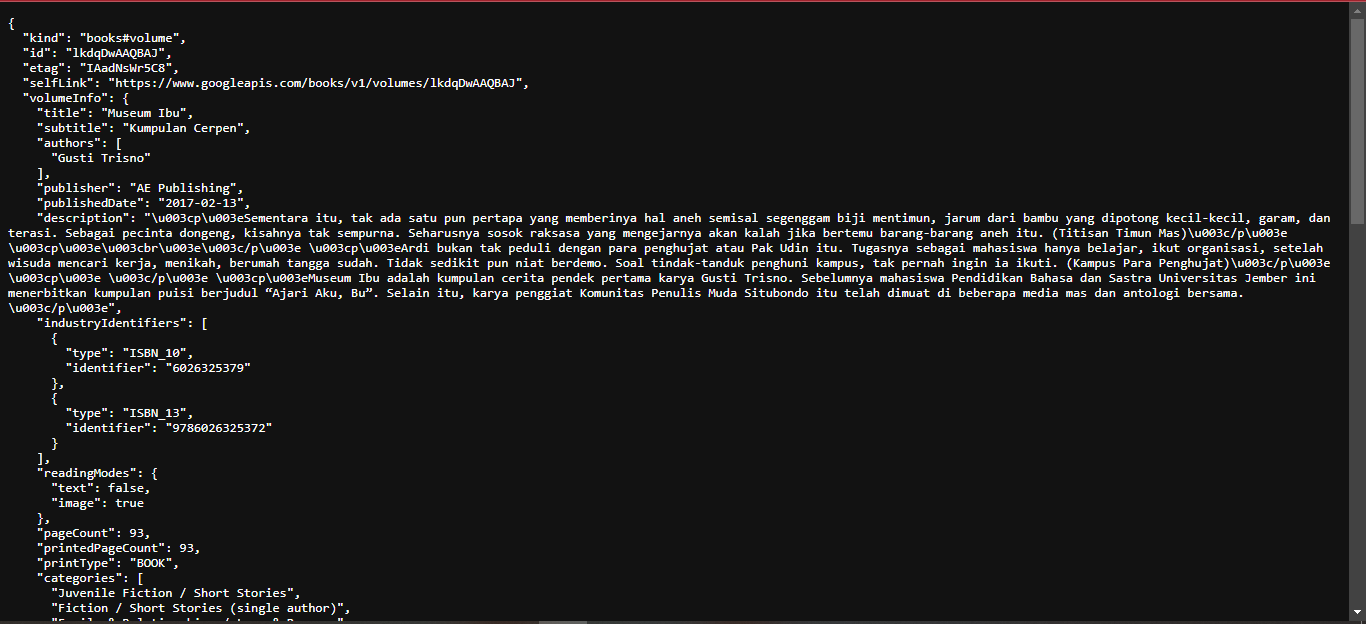 {
"kind": "books#volume",
"id": "lkdqDwAAQBAJ",
"etag": "IAadNsWr5C8",
"selfLink": "https://www.googleapis.com/books/v1/volumes/lkdqDwAAQBAJ",
"volumeInfo": {
"title": "Museum Ibu",
"subtitle": "Kumpulan Cerpen",
"authors": [
"Gusti Trisno"
],
"publisher": "AE Publishing",
"publishedDate": "2017-02-13",
"description": "\u003cp\u003eSementara itu, tak ada satu pun pertapa yang memberinya hal aneh semisal segenggam biji mentimun, jarum dari bambu yang dipotong kecil-kecil, garam, dan
terasi. Sebagai pecinta dongeng, kisahnya tak sempurna. Seharusnya sosok raksasa yang mengejarnya akan kalah jika bertemu barang-barang aneh itu. (Titisan Timun Mas)\u003c/p\u003e
\u003cp\u003e\u003cbr\u003e\u003c/p\u003e \u003cp\u003eArdi bukan tak peduli dengan para penghujat atau Pak Udin itu. Tugasnya sebagai mahasiswa hanya belajar, ikut organisasi, setelah
wisuda mencari kerja, menikah, berumah tangga sudah. Tidak sedikit pun niat berdemo. Soal tindak-tanduk penghuni kampus, tak pernah ingin ia ikuti. (Kampus Para Penghujat)\u003c/p\u003e
\u003cp\u003e \u003c/p\u003e \u003cp\u003eMuseum Ibu adalah kumpulan cerita pendek pertama karya Gusti Trisno. Sebelumnya mahasiswa Pendidikan Bahasa dan Sastra Universitas Jember ini
menerbitkan kumpulan puisi berjudul “Ajari Aku, Bu”. Selain itu, karya penggiat Komunitas Penulis Muda Situbondo itu telah dimuat di beberapa media mas dan antologi bersama.
\u003c/p\u003e",
"industryIdentifiers": [
{
"type": "ISBN_10",
"identifier": "6026325379"
},
{
"type": "ISBN_13",
"identifier": "9786026325372"
}
],
"readingModes": {
"text": false,
"image": true
},
"pageCount": 93,
"printedPageCount": 93,
"printType": "BOOK",
"categories": [
"Juvenile Fiction / Short Stories",
"Fiction / Short Stories (single author)",